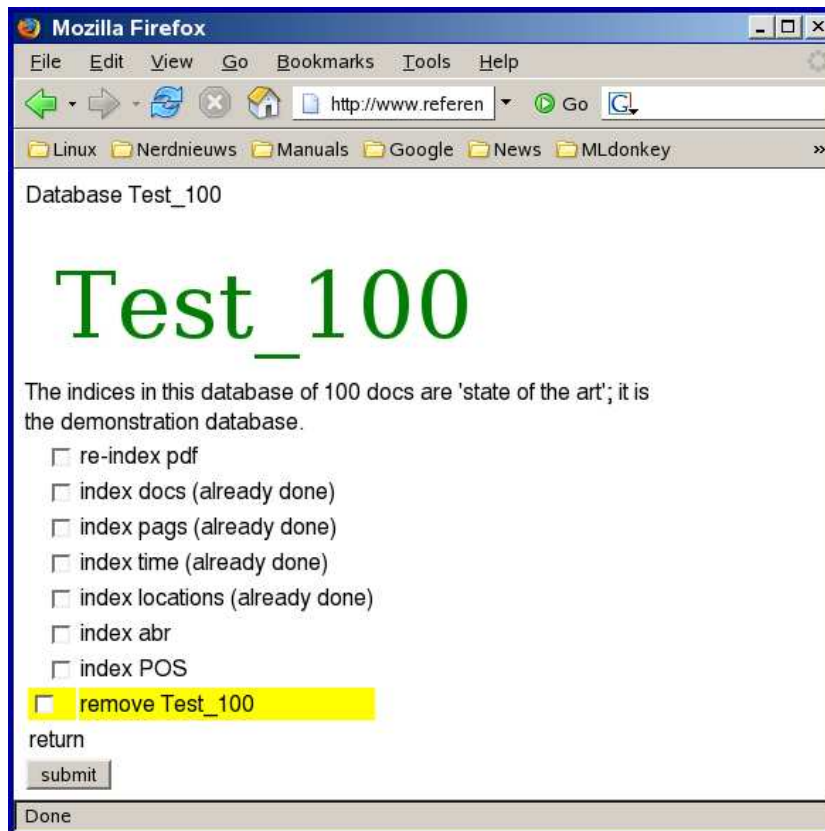 Mozilla Firefox
File Edit View Go Bookmarks Tools Help
http://www.referen Go G
Linux Nerdnieuws Manuals Google News MLdonkey »
Database Test_100
Test_100
The indices in this database of 100 docs are 'state of the art'; it is
the demonstration database.
re-index pdf
index docs (already done)
index pags (already done)
index time (already done)
index locations (already done)
index abr
index POS
remove Test_100
return
submit
Done